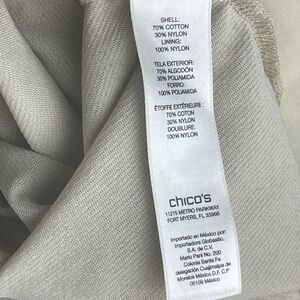 SHELL:
70% COTTON
30% NYLON
LINING:
100% NYLON
TELA EXTERIOR:
70% ALGODÓN
30% POLIAMIDA
FORRO:
100% POLIAMIDA
ÉTOFFE EXTÉRIEURE :
70% COTON
30% NYLON
DOUBLURE:
100% NYLON
chico's
11215 METRO PARKWAY
FORT MYERS, FL 33966
Importado en México por:
Importadora Globastic,
S.A. de C.V.
Mario Pani No. 200
Colonia Santa Fe
delegación Cuajimalpa de
Morelos México D.F. C.P
05109 México